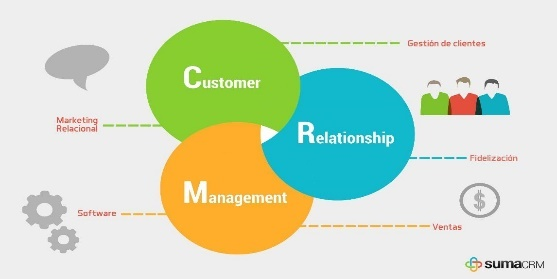 Customer
Gestión de clientes
Marketing
Relacional
Relationship
Fidelización
Management
Software
Ventas
$
sumaCRM